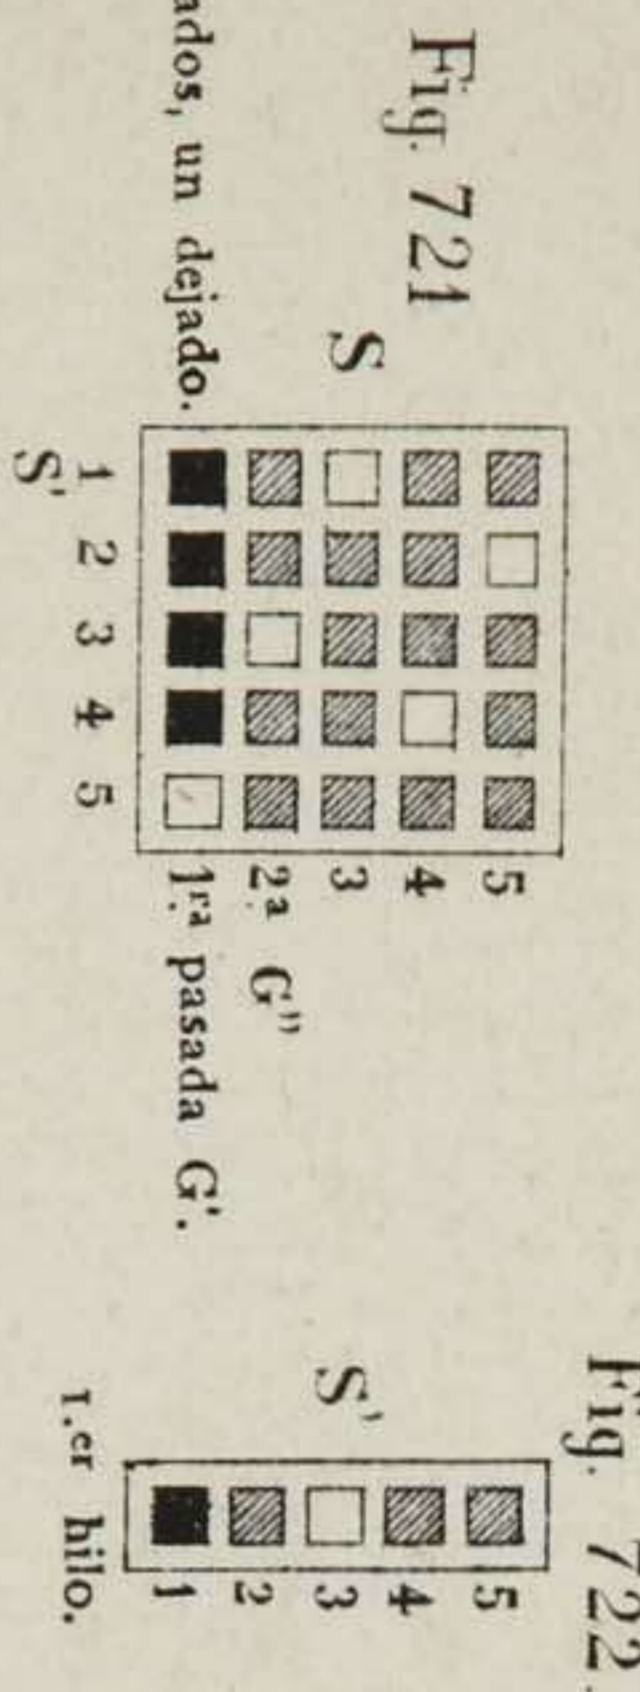 Fig. 721
S
5
4
3
2.ª G"
ados, un dejado. 1.ʳᵃ pasada G'.
1 2 3 4 5
S'
Fig. 722.
S'
5
4
3
2
1
1.er hilo.